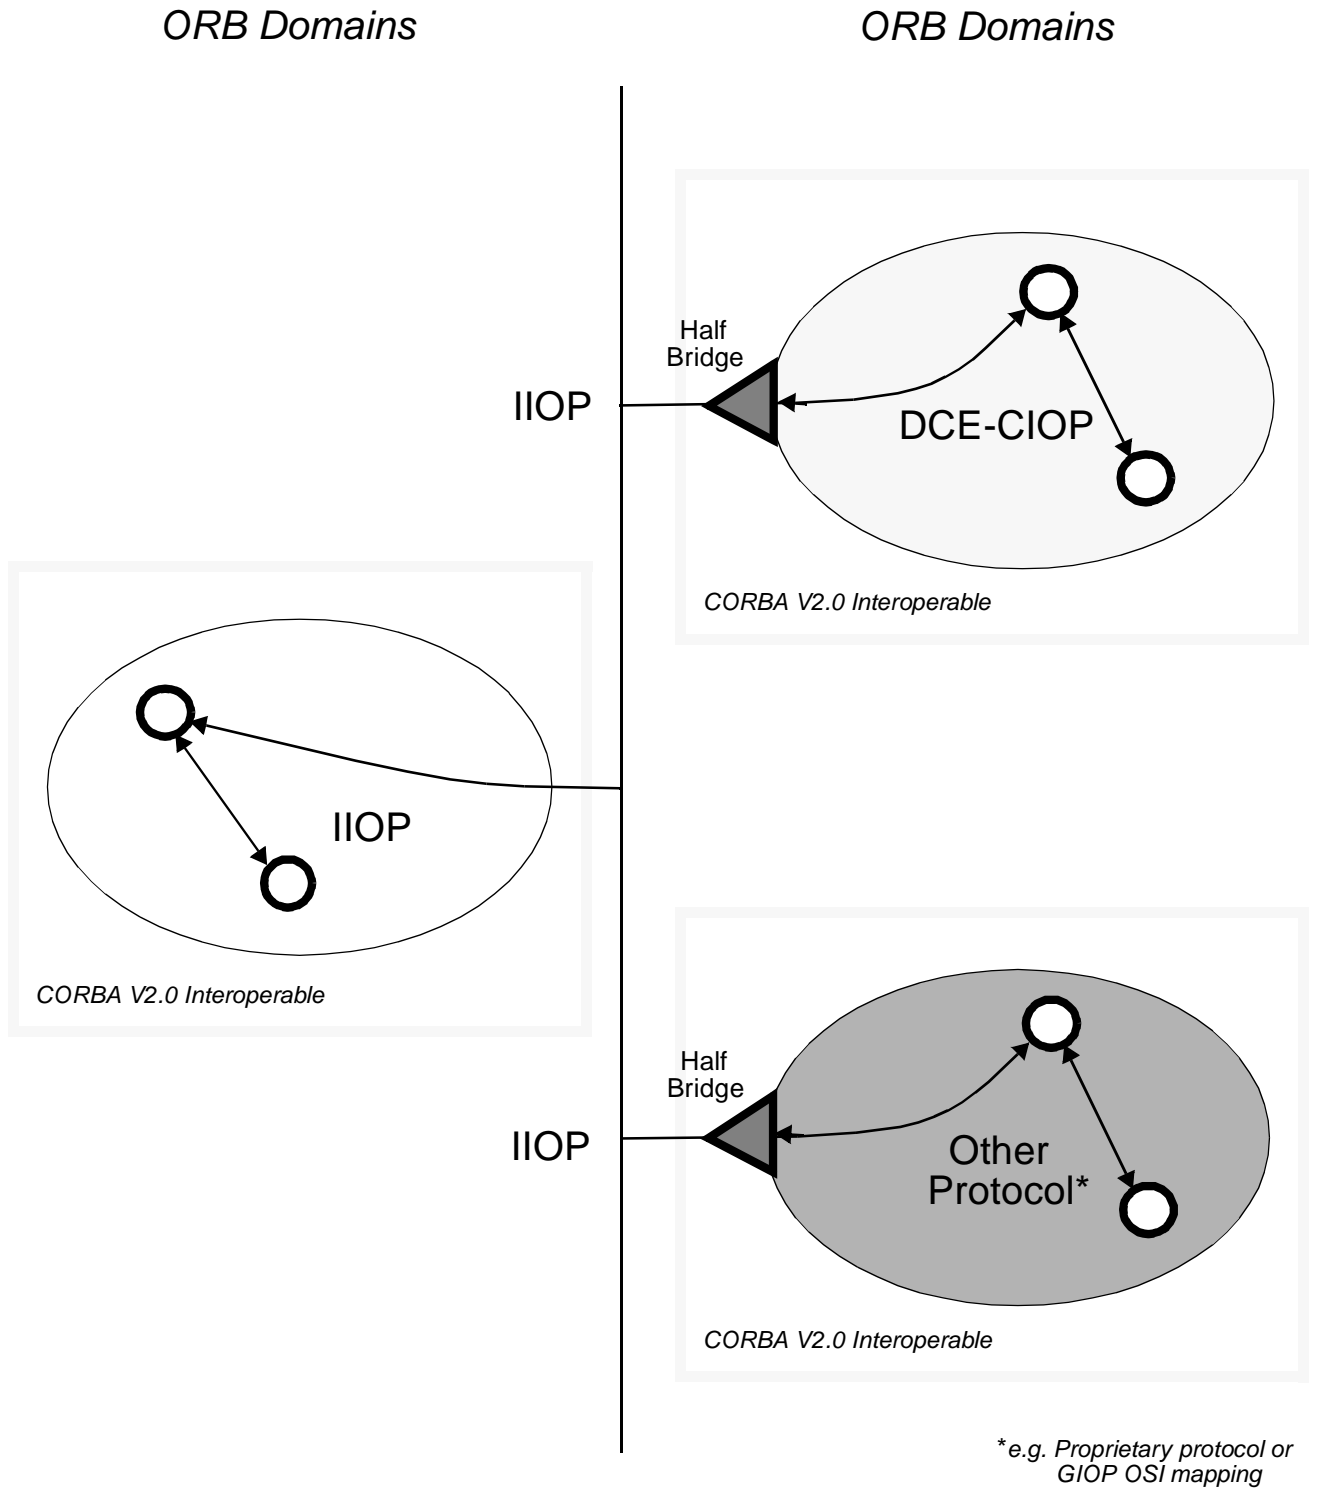 ORB Domains
ORB Domains
Half
Bridge
IIOP
DCE-CIOP
CORBA V2.0 Interoperable
IIOP
CORBA V2.0 Interoperable
Half
Bridge
IIOP
Other
Protocol*
CORBA V2.0 Interoperable
*e.g. Proprietary protocol or
GIOP OSI mapping